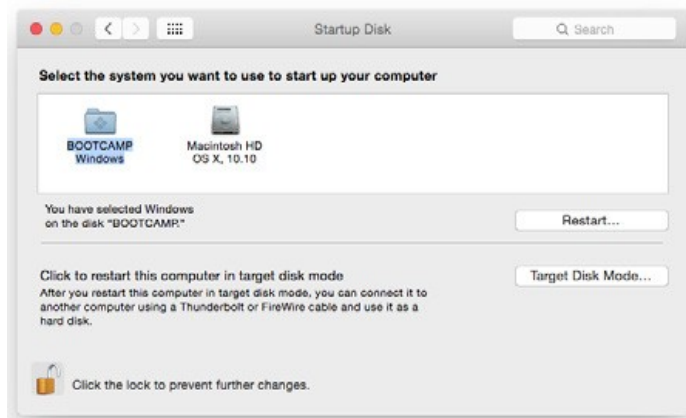 Startup Disk
Search
Select the system you want to use to start up your computer
BOOTCAMP
Windows
Macintosh HD
OS X, 10.10
You have selected Windows
on the disk "BOOTCAMP."
Restart...
Click to restart this computer in target disk mode
Target Disk Mode...
After you restart this computer in target disk mode, you can connect it to
another computer using a Thunderbolt or FireWire cable and use it as a
hard disk.
Click the lock to prevent further changes.